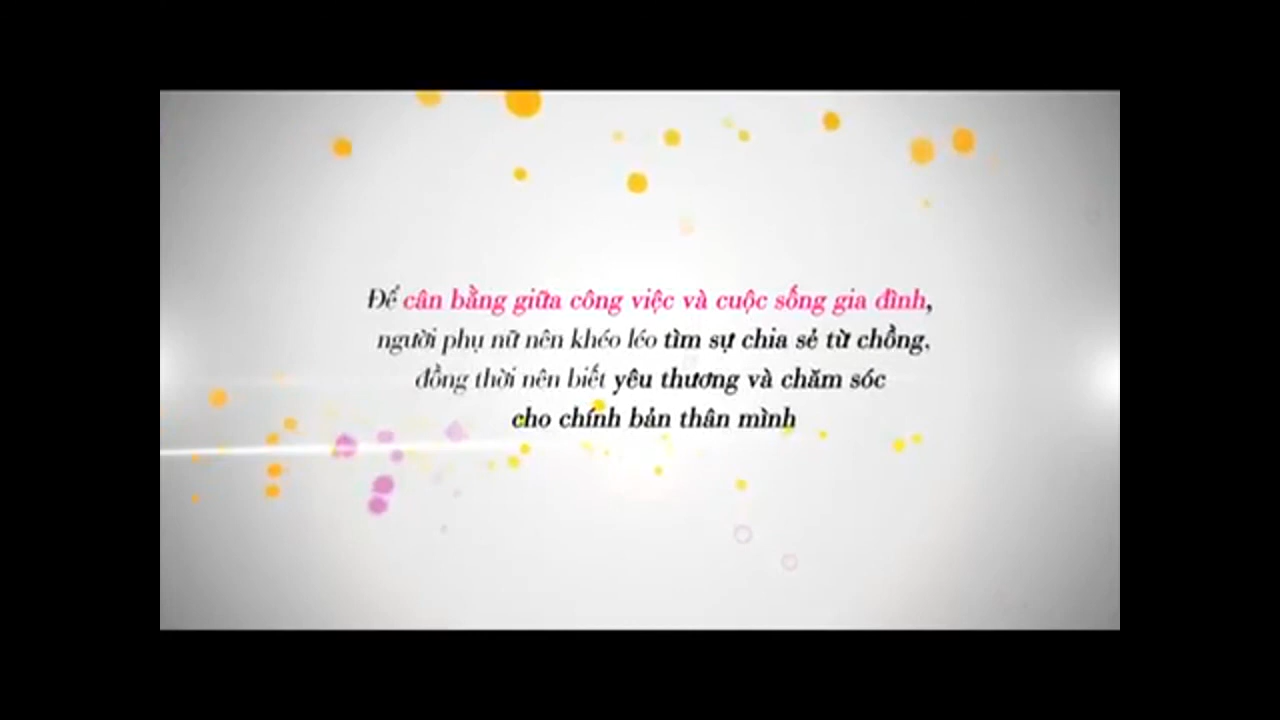 Để cân bằng giữa công việc và cuộc sống gia đình,
người phụ nữ nên khéo léo tìm sự chia sẻ từ chồng,
đồng thời nên biết yêu thương và chăm sóc
cho chính bản thân mình